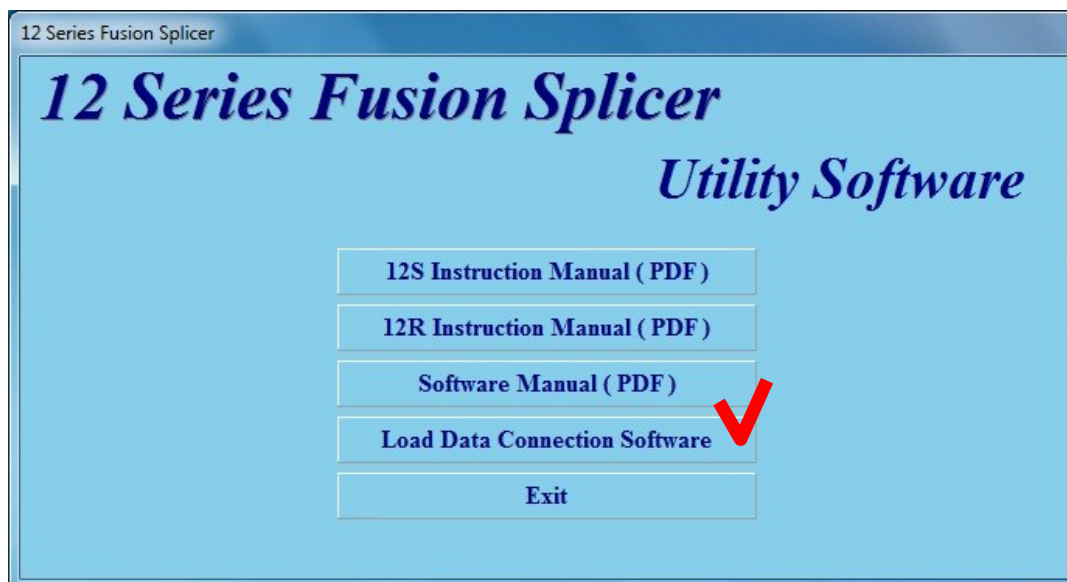 12 Series Fusion Splicer
12 Series Fusion Splicer
Utility Software
12S Instruction Manual ( PDF )
12R Instruction Manual ( PDF )
Software Manual ( PDF )
Load Data Connection Software
Exit